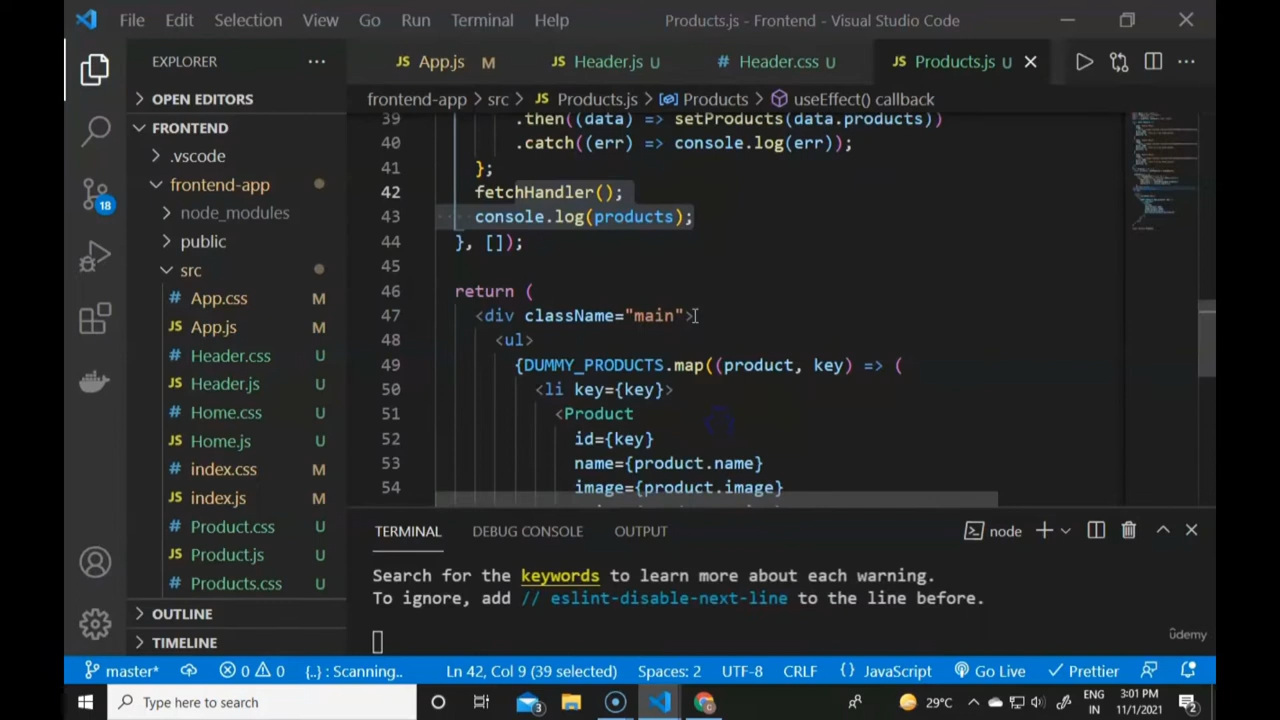 File Edit Selection View Go Run Terminal Help Products.js - Frontend - Visual Studio Code
EXPLORER ...
JS App.js M JS Header.js U # Header.css U JS Products.js U
OPEN EDITORS
FRONTEND
.vscode
frontend-app
node_modules
public
src
# App.css M
JS App.js M
# Header.css U
JS Header.js U
# Home.css U
JS Home.js U
# index.css M
JS index.js M
# Product.css U
JS Product.js U
# Products.css U
OUTLINE
TIMELINE
18
frontend-app > src > JS Products.js > Products > useEffect() callback
39 .then((data) => setProducts(data.products))
40 .catch((err) => console.log(err));
41 };
42 fetchHandler();
43 console.log(products);
44 }, []);
45
46 return (
47 <div className="main">
48 <ul>
49 {DUMMY_PRODUCTS.map((product, key) => (
50 <li key={key}>
51 <Product
52 id={key}
53 name={product.name}
54 image={product.image}
TERMINAL DEBUG CONSOLE OUTPUT node
Search for the keywords to learn more about each warning.
To ignore, add // eslint-disable-next-line to the line before.
udemy
master* 0 0 {..} : Scanning.. Ln 42, Col 9 (39 selected) Spaces: 2 UTF-8 CRLF {} JavaScript Go Live Prettier
Type here to search 3 29°C ENG IN 3:01 PM 11/1/2021 2